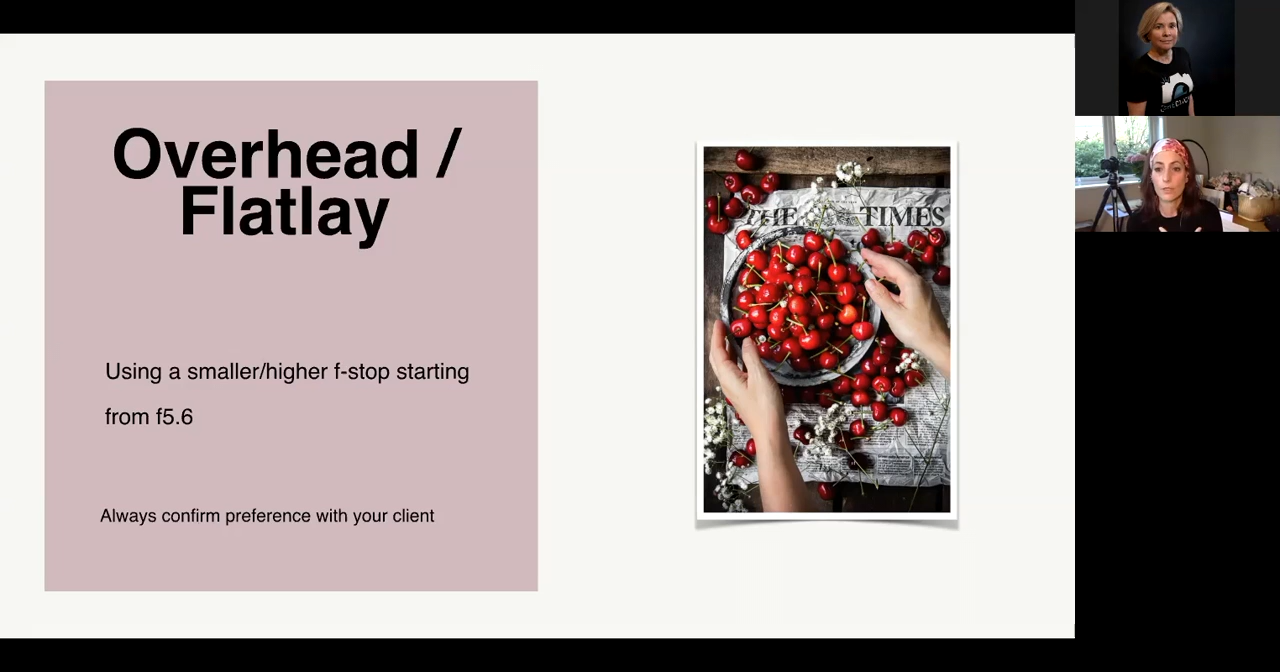 Overhead /
Flatlay
Using a smaller/higher f-stop starting
from f5.6
Always confirm preference with your client
THE TIMES